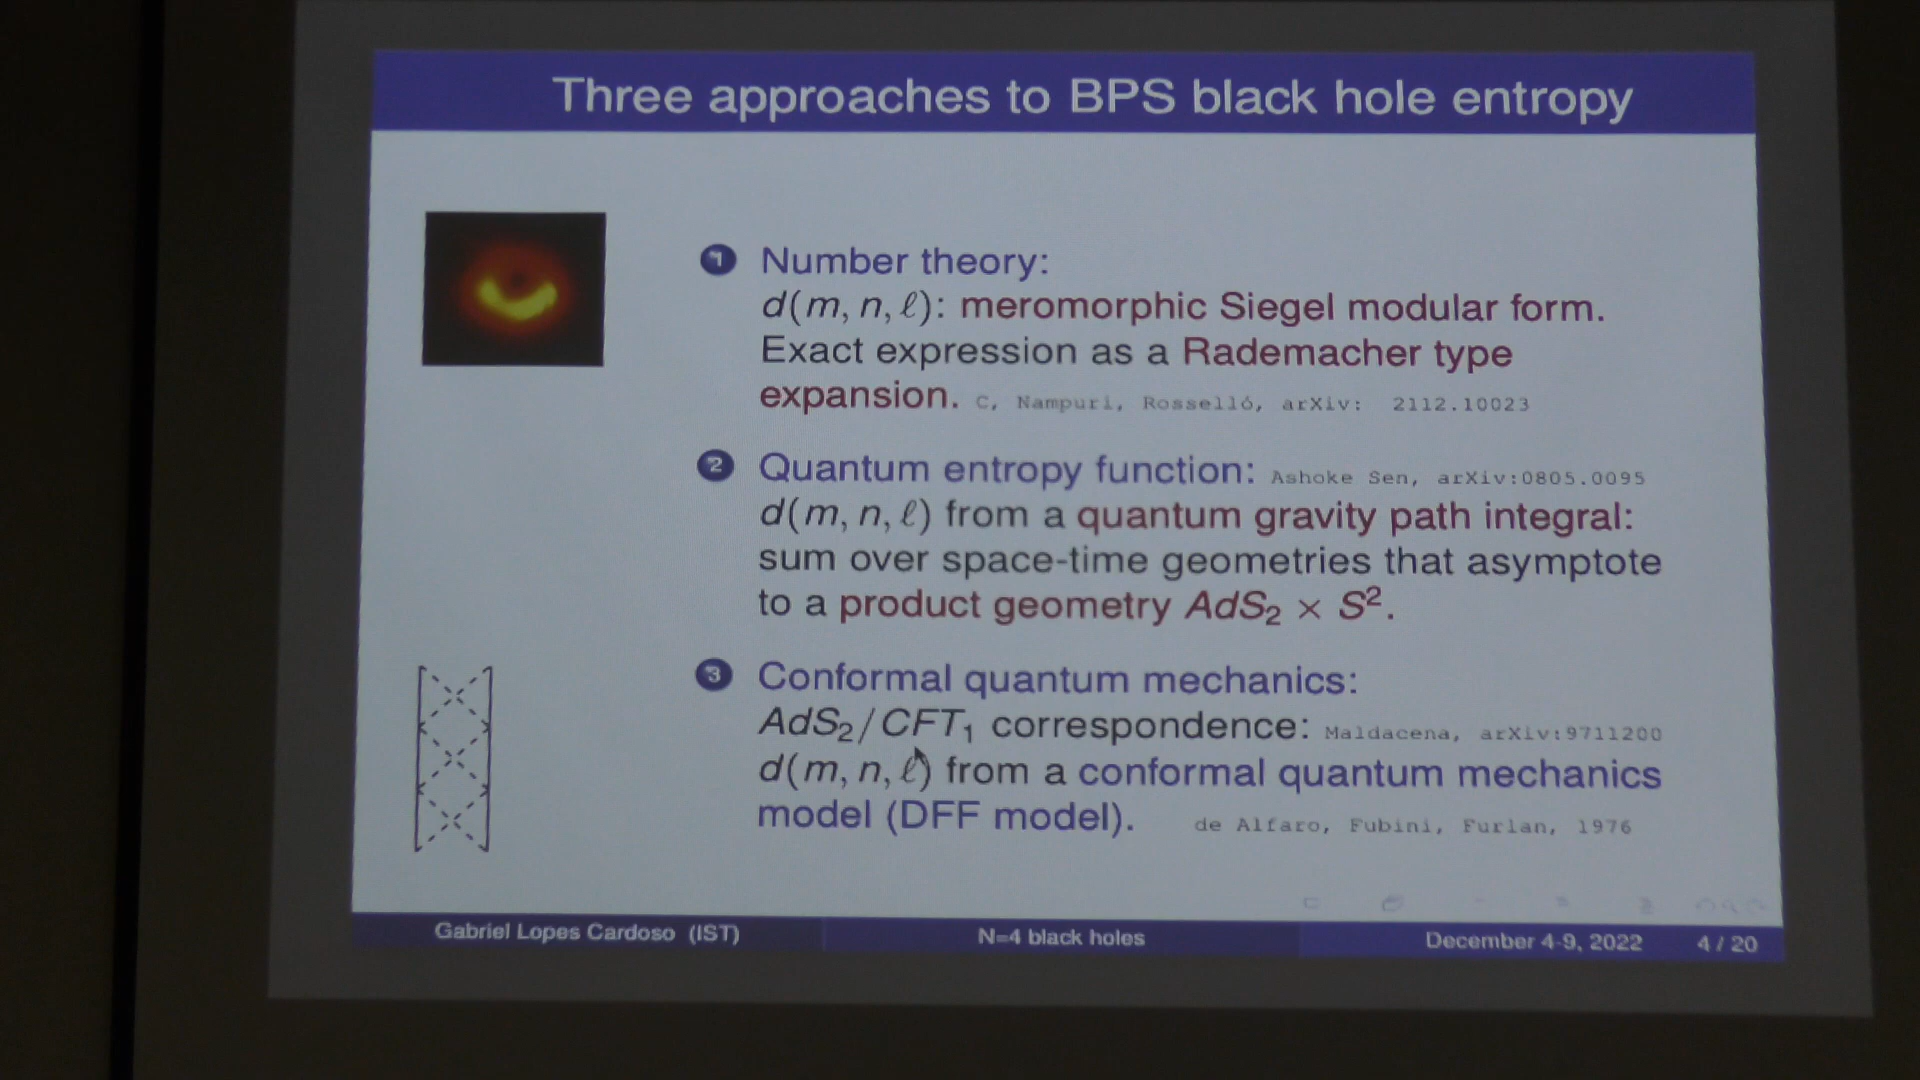 Three approaches to BPS black hole entropy
1 Number theory:
d(m, n, ℓ): meromorphic Siegel modular form.
Exact expression as a Rademacher type
expansion. C, Nampuri, Rosselló, arXiv: 2112.10023
2 Quantum entropy function: Ashoke Sen, arXiv:0805.0095
d(m, n, ℓ) from a quantum gravity path integral:
sum over space-time geometries that asymptote
to a product geometry AdS₂ × S².
3 Conformal quantum mechanics:
AdS₂/CFT₁ correspondence: Maldacena, arXiv:9711200
d(m, n, ℓ) from a conformal quantum mechanics
model (DFF model). de Alfaro, Fubini, Furlan, 1976
Gabriel Lopes Cardoso (IST) N=4 black holes December 4-9, 2022 4 / 20